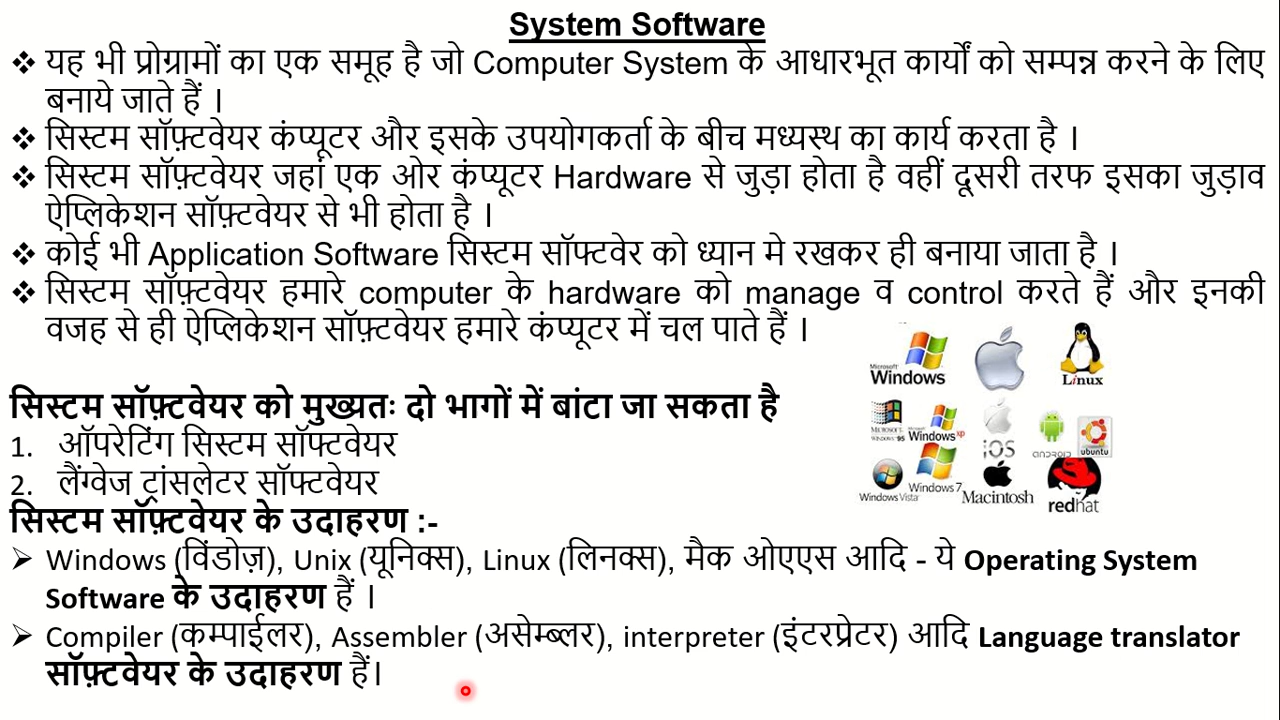 System Software
❖ यह भी प्रोग्रामों का एक समूह है जो Computer System के आधारभूत कार्यों को सम्पन्न करने के लिए
बनाये जाते हैं ।
❖ सिस्टम सॉफ़्टवेयर कंप्यूटर और इसके उपयोगकर्ता के बीच मध्यस्थ का कार्य करता है ।
❖ सिस्टम सॉफ़्टवेयर जहां एक ओर कंप्यूटर Hardware से जुड़ा होता है वहीं दूसरी तरफ इसका जुड़ाव
ऐप्लिकेशन सॉफ़्टवेयर से भी होता है ।
❖ कोई भी Application Software सिस्टम सॉफ्टवेर को ध्यान मे रखकर ही बनाया जाता है ।
❖ सिस्टम सॉफ़्टवेयर हमारे computer के hardware को manage व control करते हैं और इनकी
वजह से ही ऐप्लिकेशन सॉफ़्टवेयर हमारे कंप्यूटर में चल पाते हैं ।
Microsoft
Windows
Linux
सिस्टम सॉफ़्टवेयर को मुख्यतः दो भागों में बांटा जा सकता है
1. ऑपरेटिंग सिस्टम सॉफ्टवेयर
2. लैंग्वेज ट्रांसलेटर सॉफ्टवेयर
MICROSOFT WINDOWS 95
Microsoft Windows xp
iOS
android
ubuntu
Windows Vista
Windows 7
Macintosh
redhat
सिस्टम सॉफ़्टवेयर के उदाहरण :-
➢ Windows (विंडोज़), Unix (यूनिक्स), Linux (लिनक्स), मैक ओएएस आदि - ये Operating System
Software के उदाहरण हैं ।
➢ Compiler (कम्पाईलर), Assembler (असेम्ब्लर), interpreter (इंटरप्रेटर) आदि Language translator
सॉफ़्टवेयर के उदाहरण हैं।